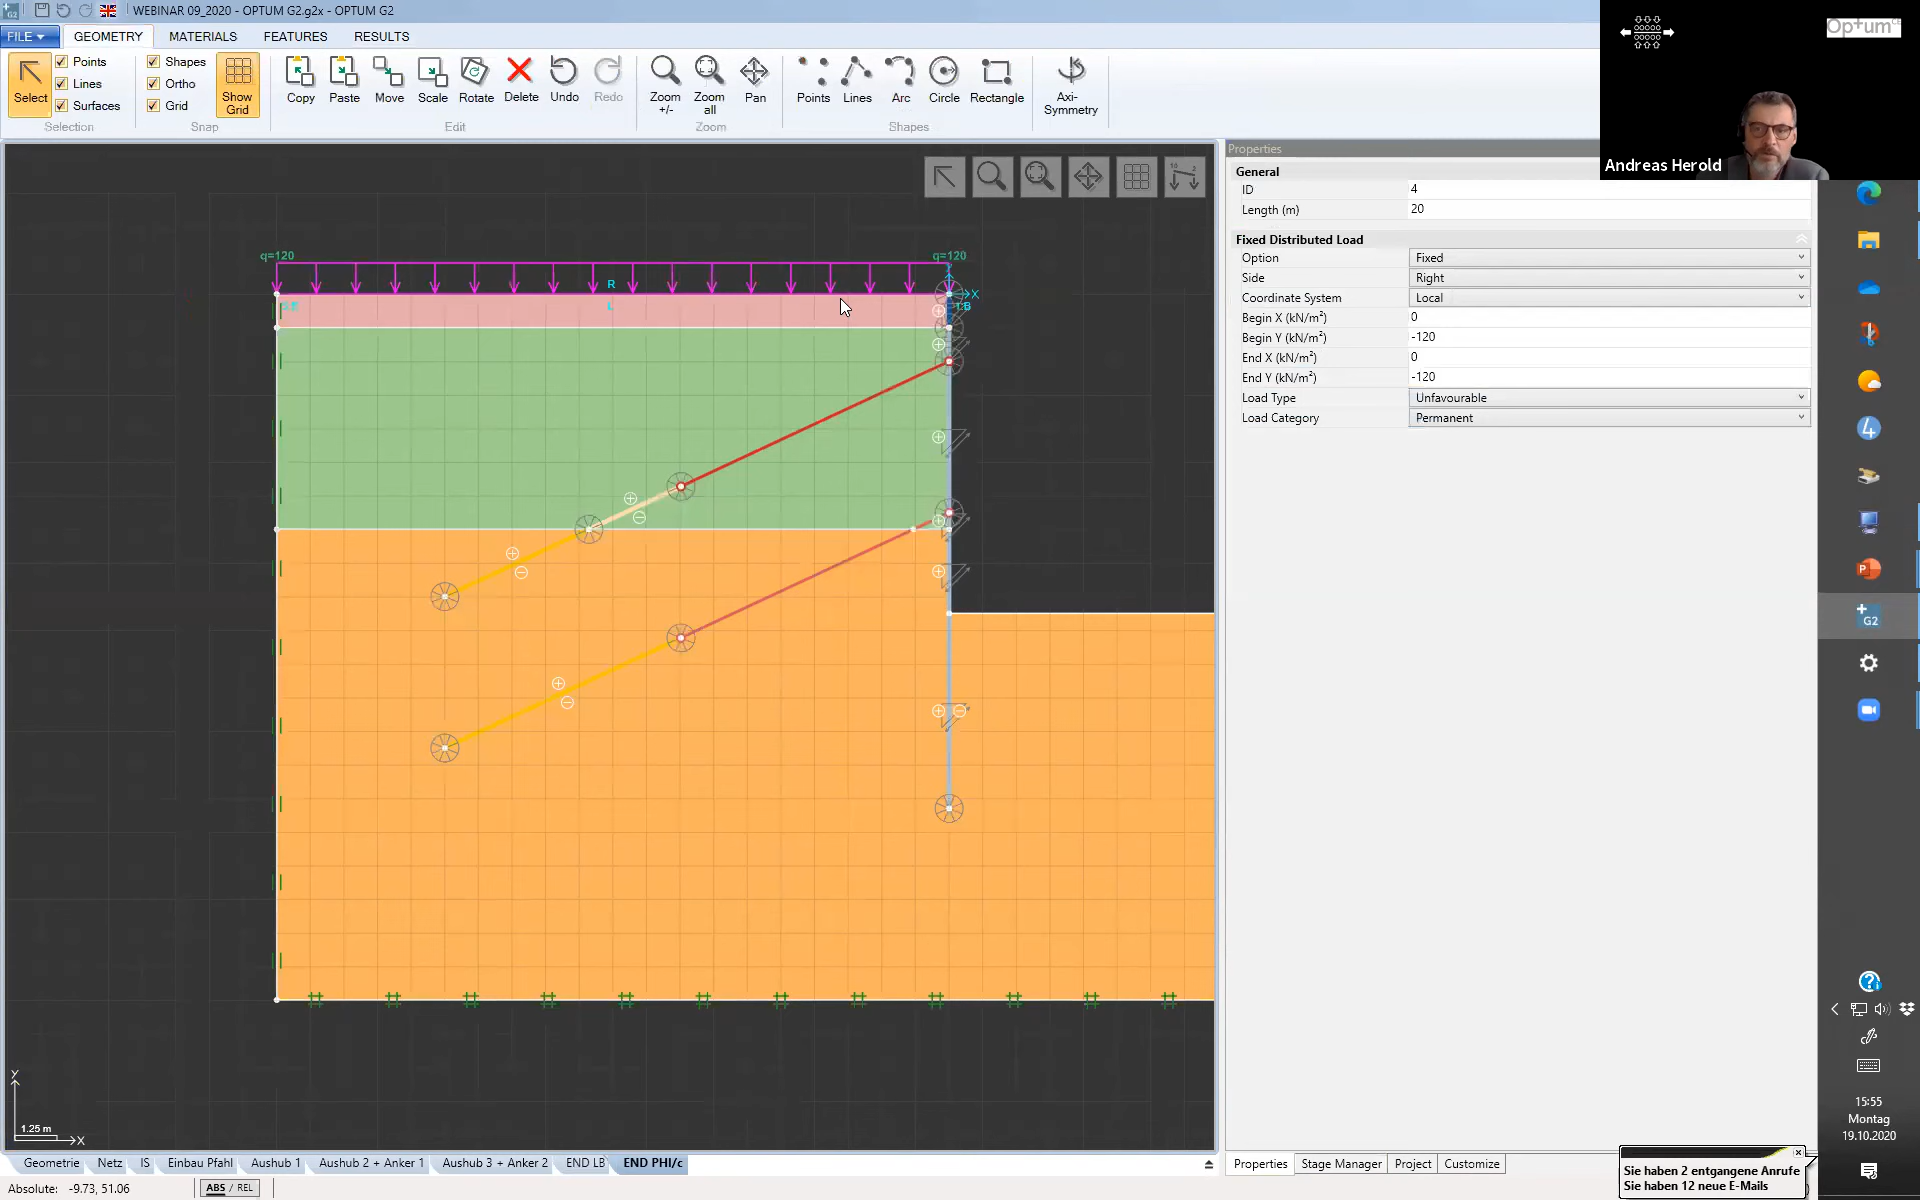 WEBINAR 09_2020 - OPTUM G2.g2x - OPTUM G2
FILE GEOMETRY MATERIALS FEATURES RESULTS
Select
Points
Lines
Surfaces
Selection
Shapes
Ortho
Grid
Show Grid
Snap
Copy Paste Move Scale Rotate Delete Undo Redo
Edit
Zoom +/- Zoom all Pan
Zoom
Points Lines Arc Circle Rectangle
Shapes
Axi-Symmetry
Optum
Andreas Herold
Properties
General
ID 4
Length (m) 20
Fixed Distributed Load
Option Fixed
Side Right
Coordinate System Local
Begin X (kN/m²) 0
Begin Y (kN/m²) -120
End X (kN/m²) 0
End Y (kN/m²) -120
Load Type Unfavourable
Load Category Permanent
q=120
q=120
R
L
X
Y
1.25 m
X
Geometrie Netz IS Einbau Pfahl Aushub 1 Aushub 2 + Anker 1 Aushub 3 + Anker 2 END LB END PHI/c
Properties Stage Manager Project Customize
Absolute: -9.73, 51.06
ABS / REL
G2
15:55
Montag
19.10.2020
Sie haben 2 entgangene Anrufe
Sie haben 12 neue E-Mails